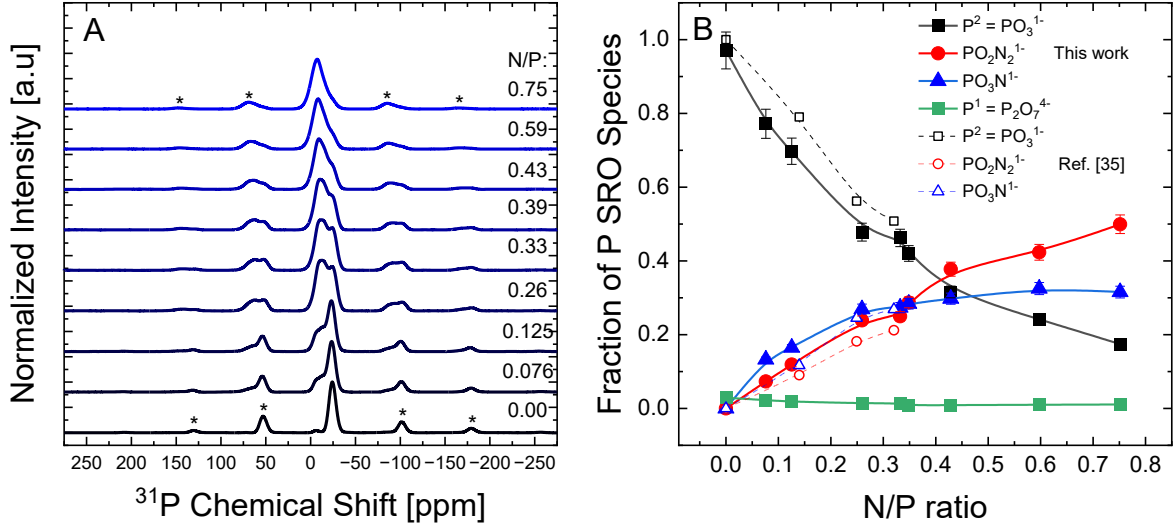 A
N/P:
0.75
0.59
0.43
0.39
0.33
0.26
0.125
0.076
0.00
* * * *
* * * *
Normalized Intensity [a.u]
250 200 150 100 50 0 −50 −100 −150 −200 −250
³¹P Chemical Shift [ppm]
B
P² = PO₃¹⁻
PO₂N₂¹⁻ This work
PO₃N¹⁻
P¹ = P₂O₇⁴⁻
P² = PO₃¹⁻
PO₂N₂¹⁻ Ref. [35]
PO₃N¹⁻
Fraction of P SRO Species
1.0
0.8
0.6
0.4
0.2
0.0
0.0 0.1 0.2 0.3 0.4 0.5 0.6 0.7 0.8
N/P ratio